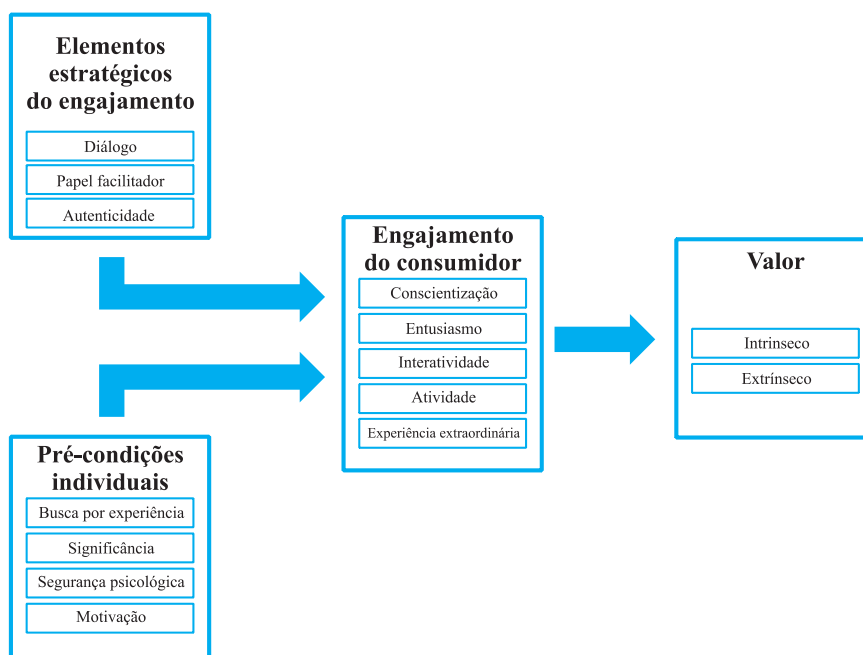 Elementos
estratégicos
do engajamento
Diálogo
Papel facilitador
Autenticidade
Engajamento
do consumidor
Conscientização
Entusiasmo
Interatividade
Atividade
Experiência extraordinária
Valor
Intrinseco
Extrínseco
Pré-condições
individuais
Busca por experiência
Significância
Segurança psicológica
Motivação